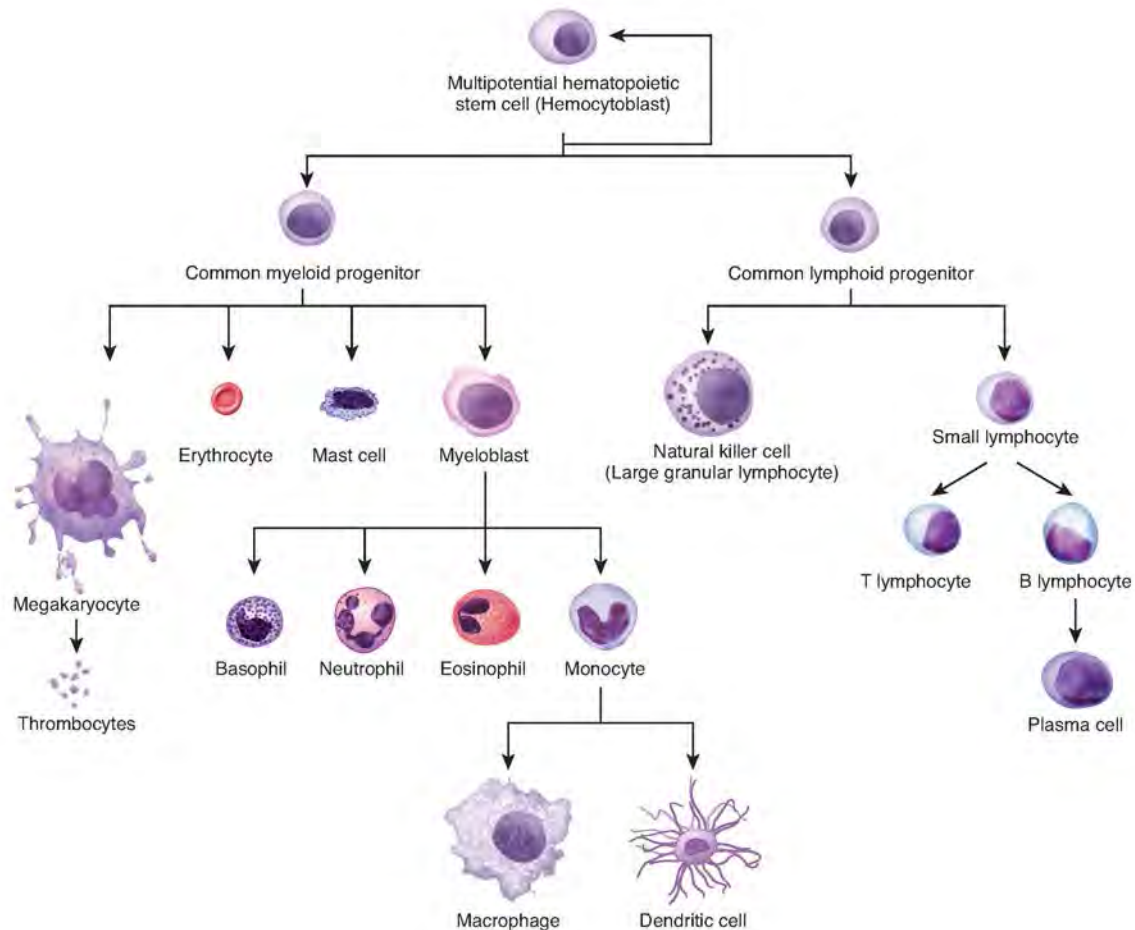 Multipotential hematopoietic
stem cell (Hemocytoblast)
Common myeloid progenitor
Common lymphoid progenitor
Erythrocyte
Mast cell
Myeloblast
Natural killer cell
(Large granular lymphocyte)
Small lymphocyte
T lymphocyte
B lymphocyte
Megakaryocyte
Basophil
Neutrophil
Eosinophil
Monocyte
Thrombocytes
Plasma cell
Macrophage
Dendritic cell